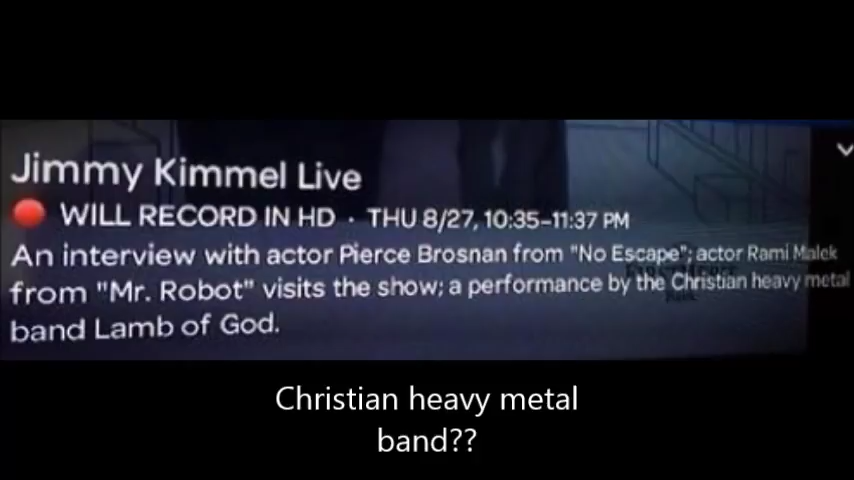 Jimmy Kimmel Live
WILL RECORD IN HD · THU 8/27, 10:35–11:37 PM
An interview with actor Pierce Brosnan from "No Escape"; actor Rami Malek
from "Mr. Robot" visits the show; a performance by the Christian heavy metal
band Lamb of God.
Christian heavy metal
band??